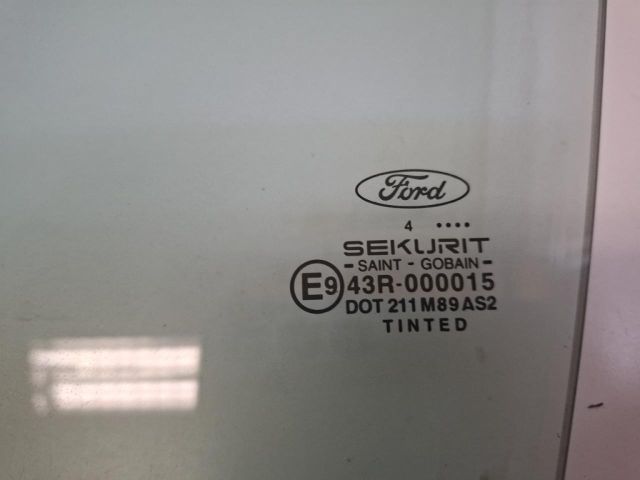 Ford
4 ••••
SEKURIT
- SAINT - GOBAIN -
E9 43R-000015
DOT 211 M89 AS2
TINTED